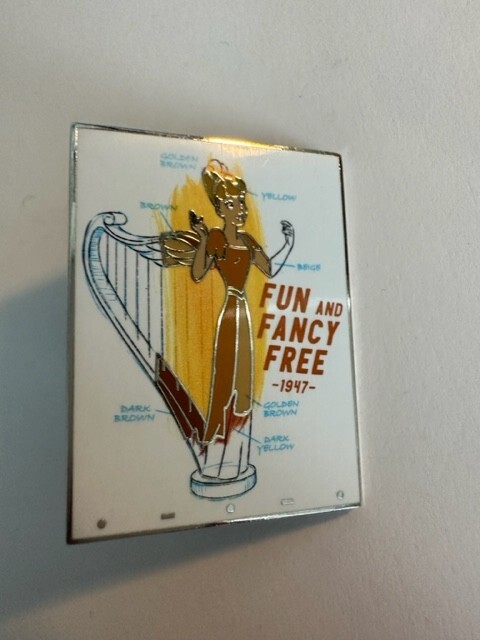 GOLDEN
BROWN
YELLOW
BROWN
BEIGE
FUN AND
FANCY
FREE
-1947-
GOLDEN
BROWN
DARK
BROWN
DARK
YELLOW